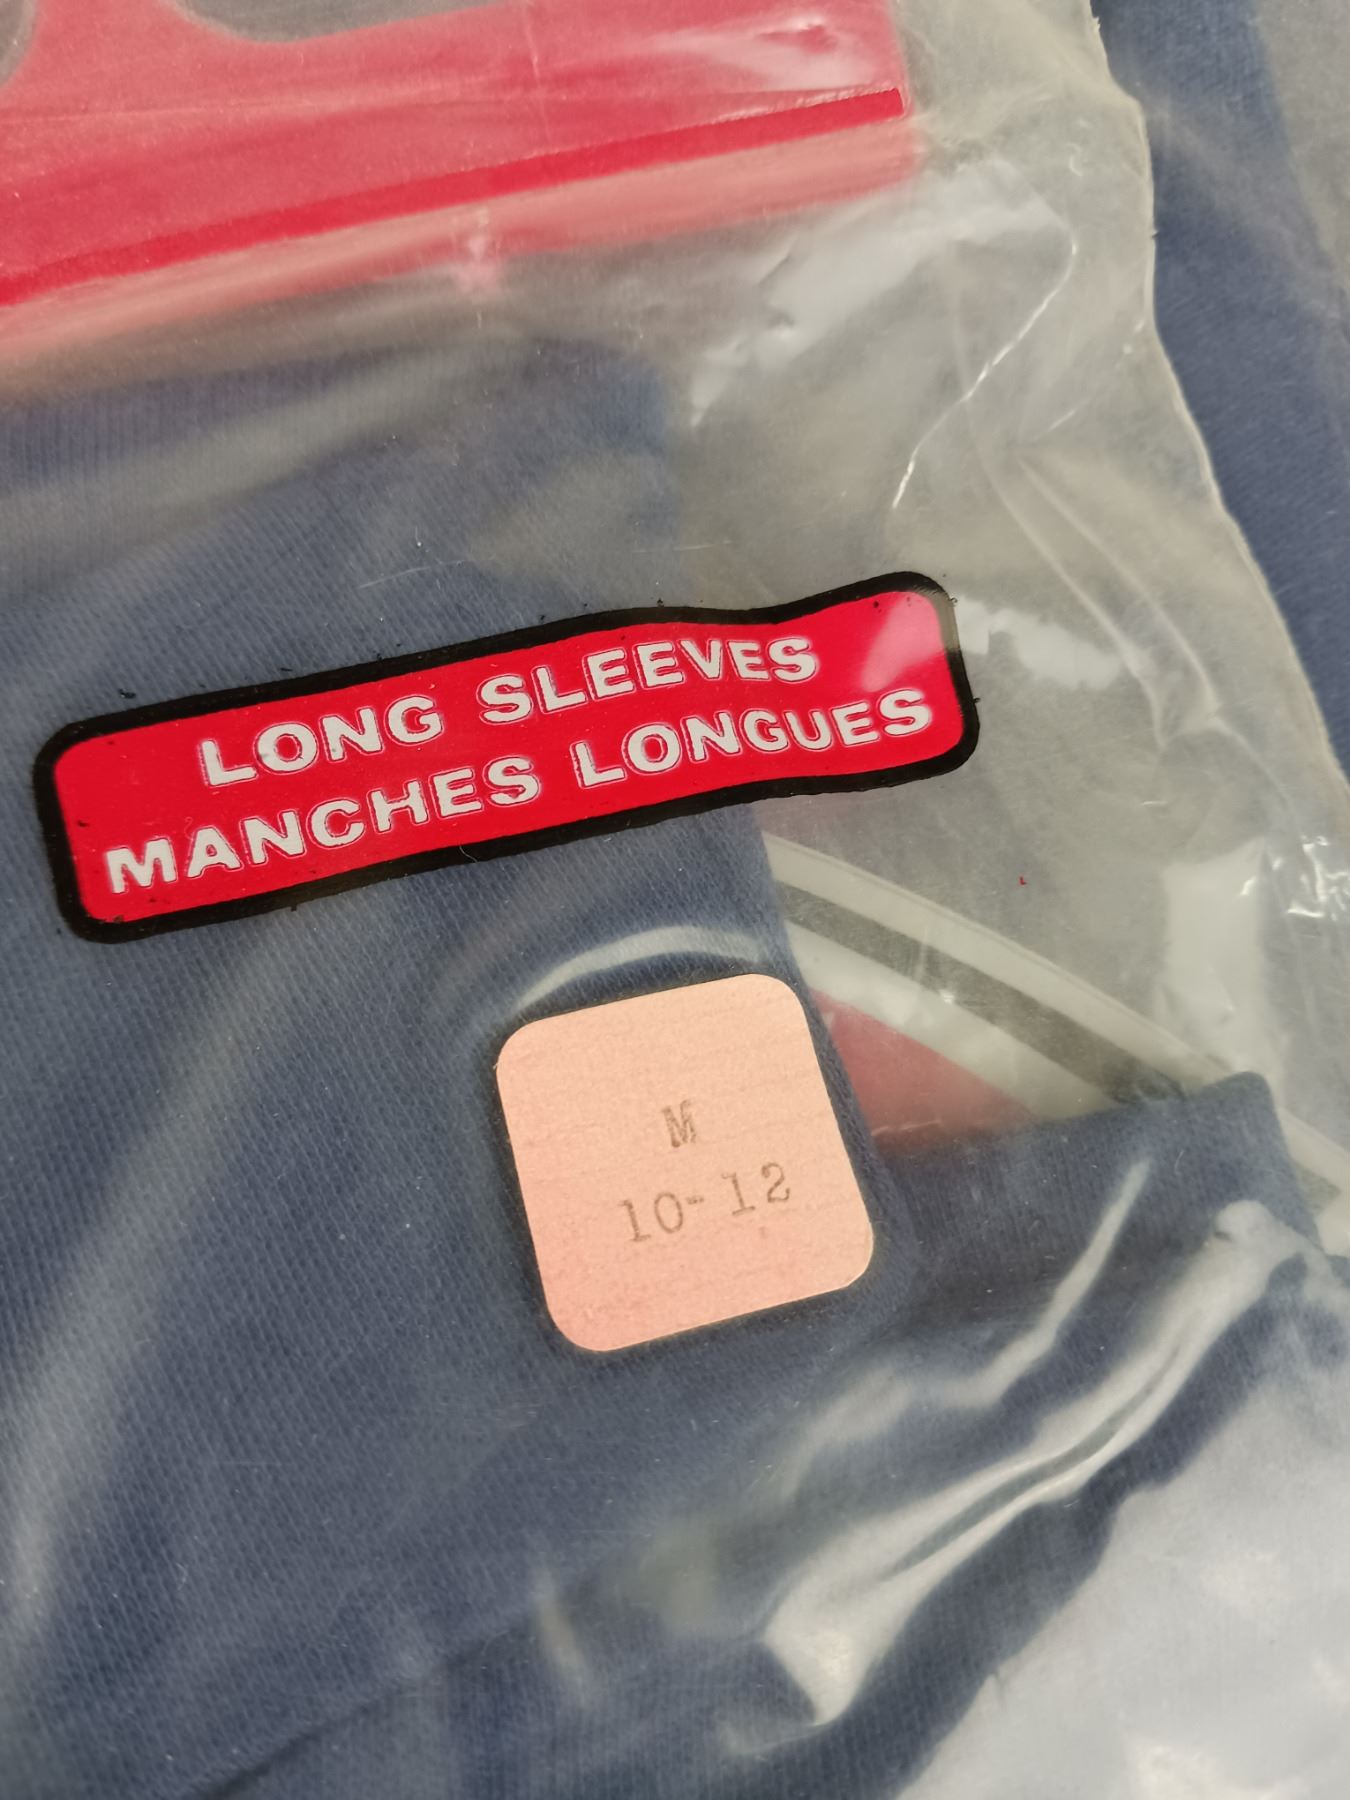 LONG SLEEVES
MANCHES LONGUES
M
10-12